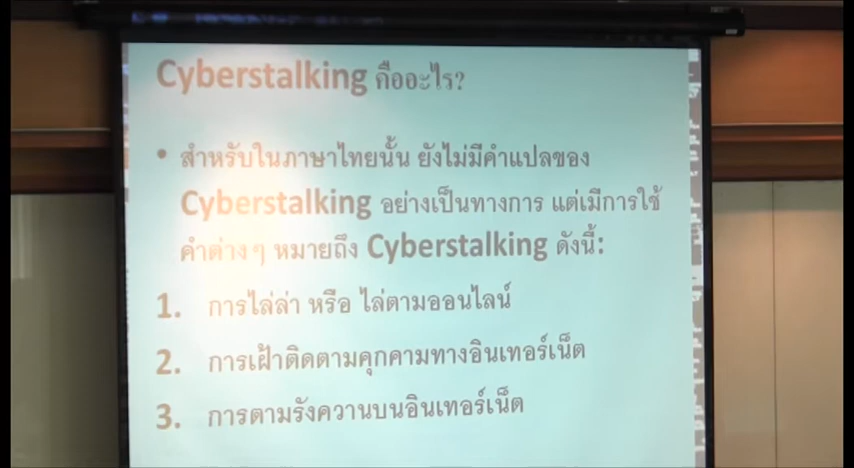 Cyberstalking คืออะไร?
• สำหรับในภาษาไทยนั้น ยังไม่มีคำแปลของ
Cyberstalking อย่างเป็นทางการ แต่เมีการใช้
คำต่างๆ หมายถึง Cyberstalking ดังนี้:
1. การไล่ล่า หรือ ไล่ตามออนไลน์
2. การเฝ้าติดตามคุกคามทางอินเทอร์เน็ต
3. การตามรังควานบนอินเทอร์เน็ต